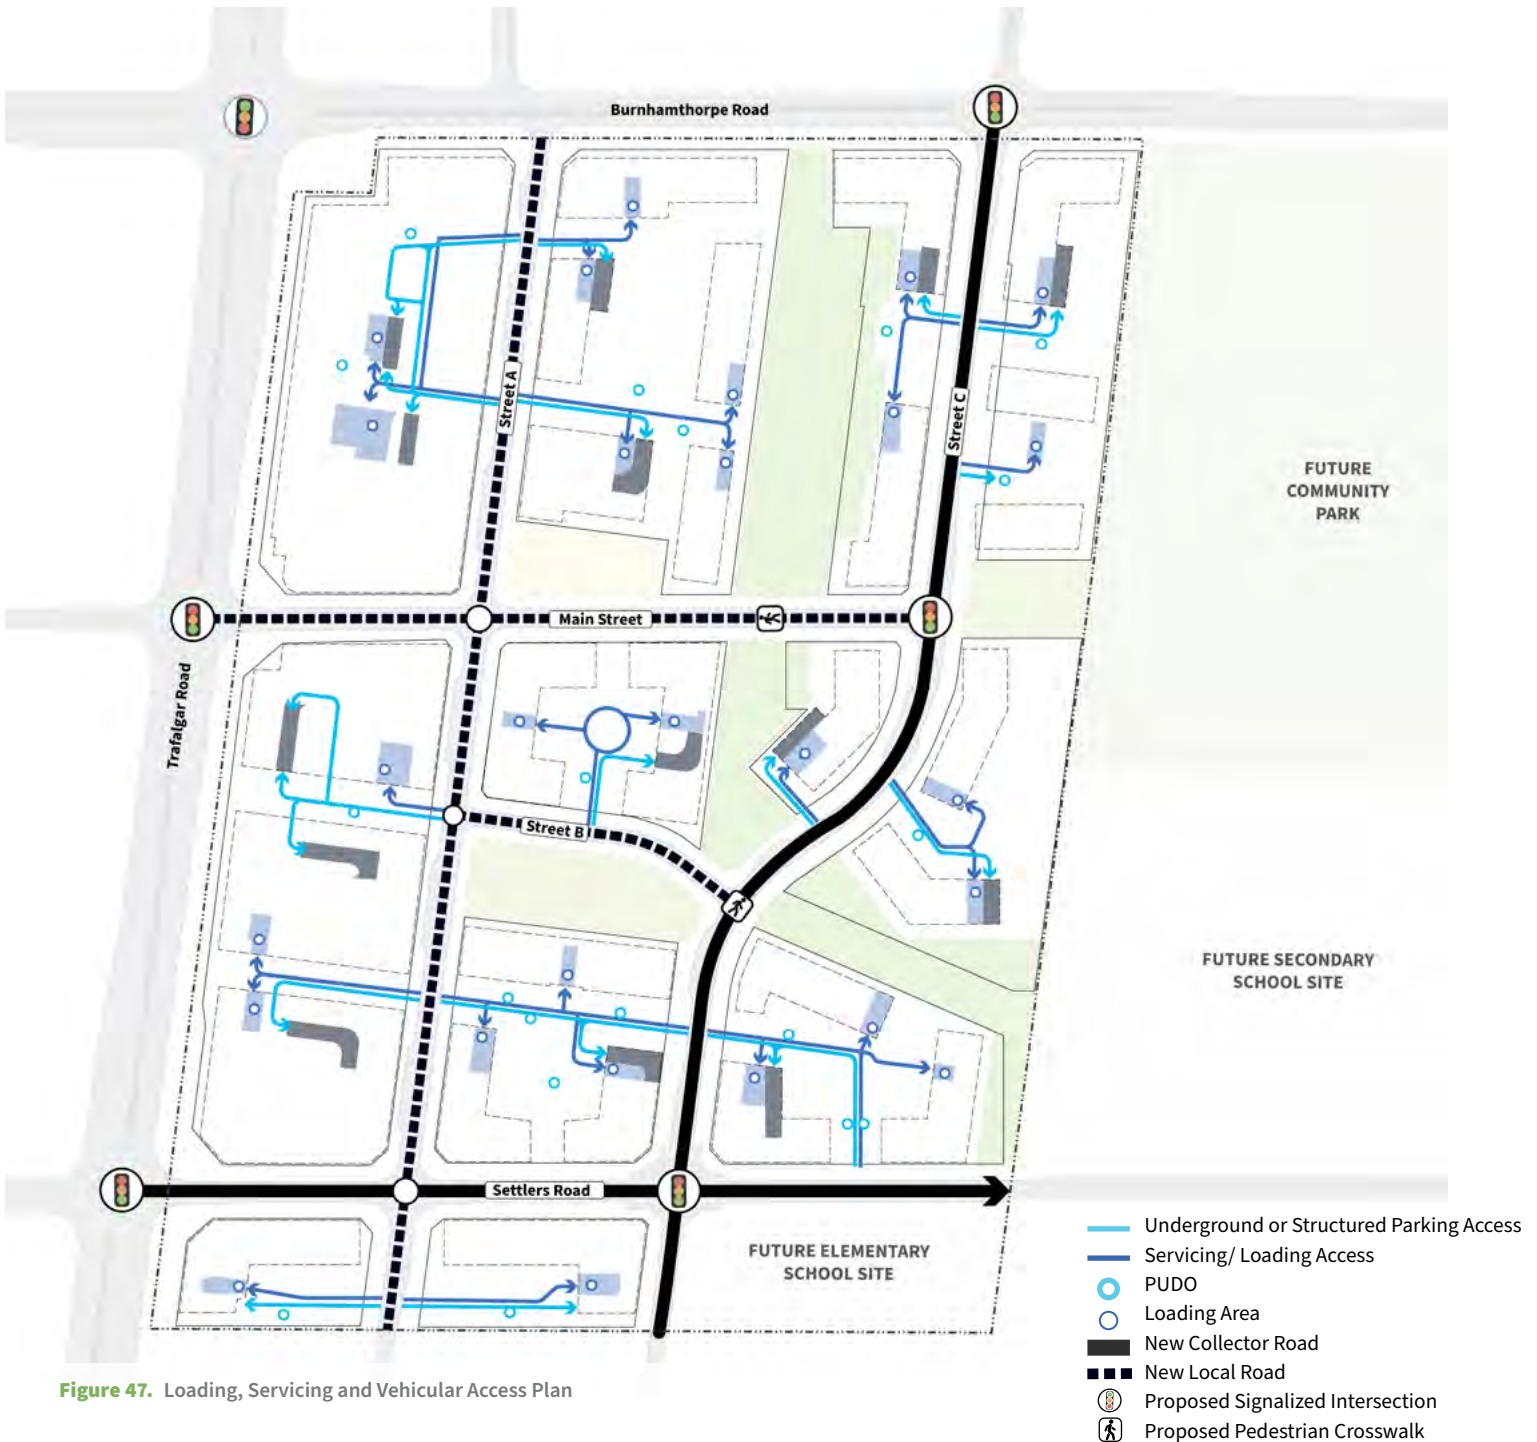 Burnhamthorpe Road
Street A
Street C
FUTURE
COMMUNITY
PARK
Main Street
Trafalgar Road
Street B
FUTURE SECONDARY
SCHOOL SITE
Settlers Road
FUTURE ELEMENTARY
SCHOOL SITE
Underground or Structured Parking Access
Servicing/ Loading Access
PUDO
Loading Area
New Collector Road
New Local Road
Proposed Signalized Intersection
Proposed Pedestrian Crosswalk
Figure 47. Loading, Servicing and Vehicular Access Plan